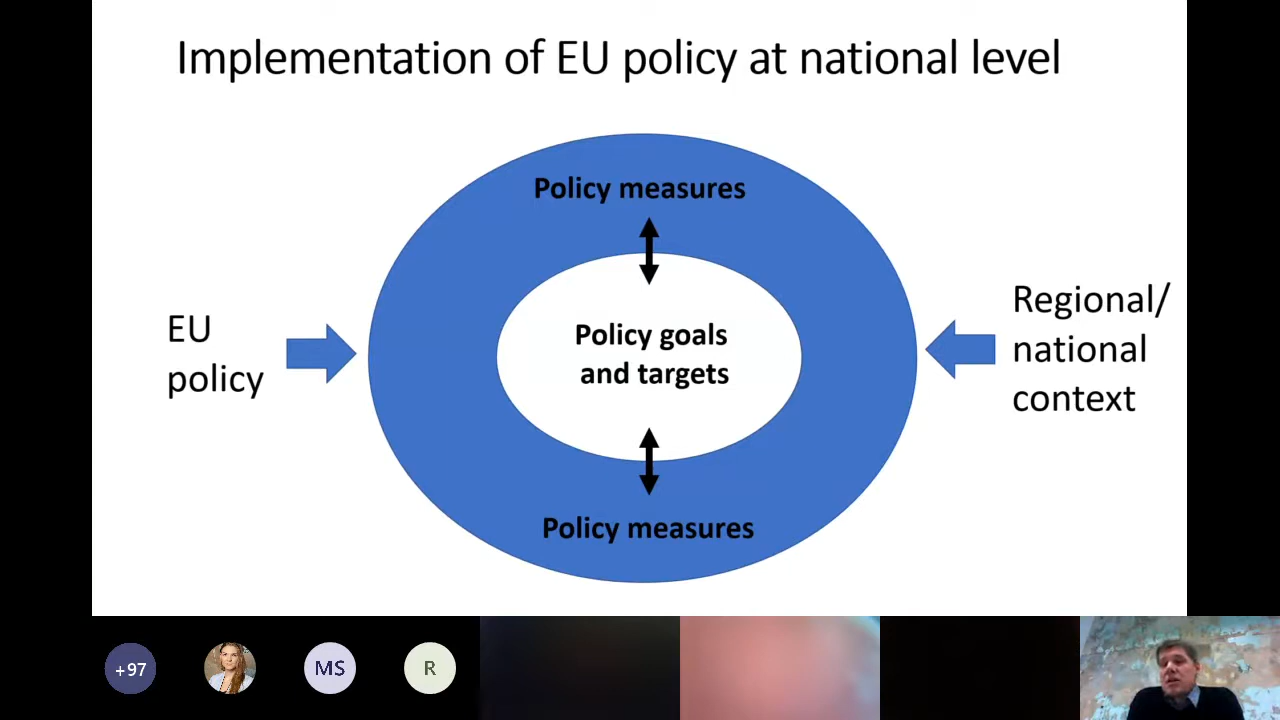 Implementation of EU policy at national level
Policy measures
EU
policy
Policy goals
and targets
Regional/
national
context
Policy measures
+97
MS
R